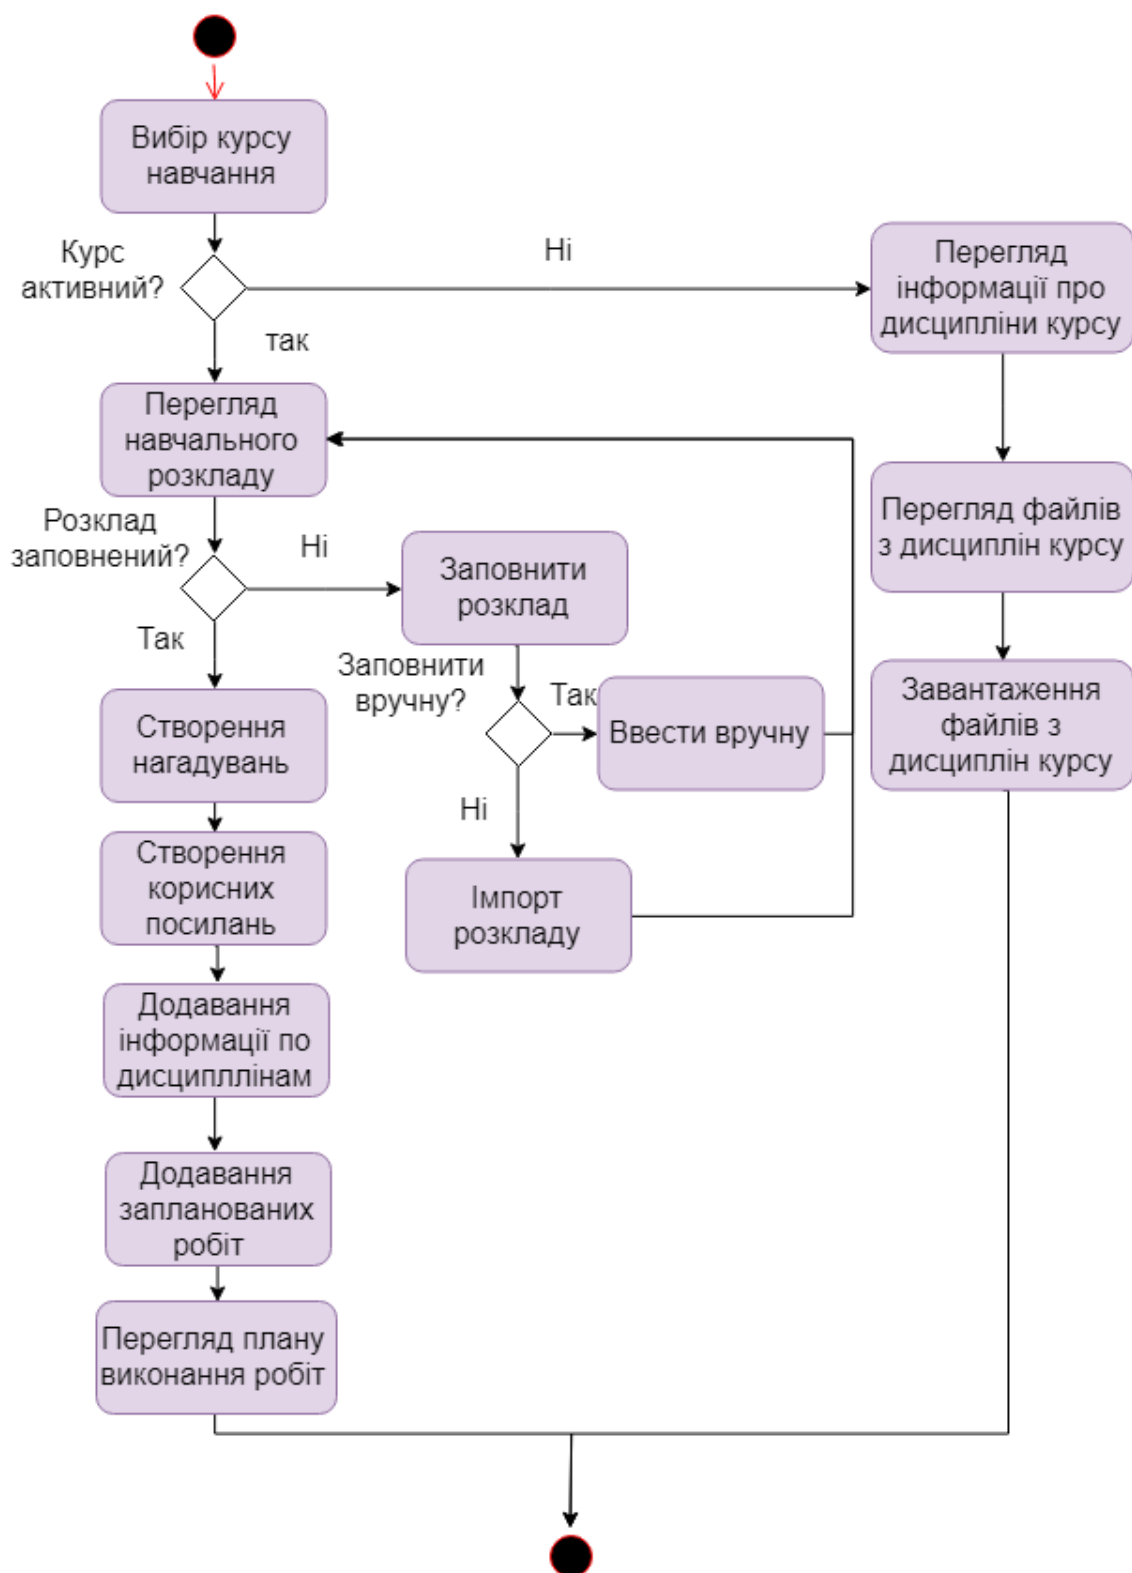 Вибір курсу
навчання
Курс
активний?
Ні
так
Перегляд
інформації про
дисципліни курсу
Перегляд
навчального
розкладу
Розклад
заповнений?
Ні
Так
Заповнити
розклад
Перегляд файлів
з дисциплін курсу
Заповнити
вручну?
Так
Ввести вручну
Ні
Завантаження
файлів з
дисциплін курсу
Створення
нагадувань
Створення
корисних
посилань
Імпорт
розкладу
Додавання
інформації по
дисципллінам
Додавання
запланованих
робіт
Перегляд плану
виконання робіт